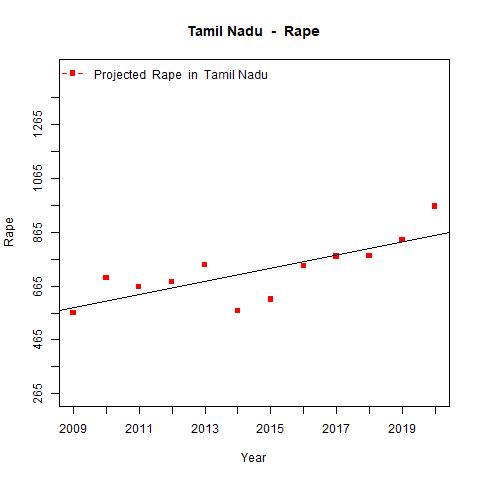 Tamil Nadu - Rape
Projected Rape in Tamil Nadu
Rape
1265
1065
865
665
465
265
2009 2011 2013 2015 2017 2019
Year